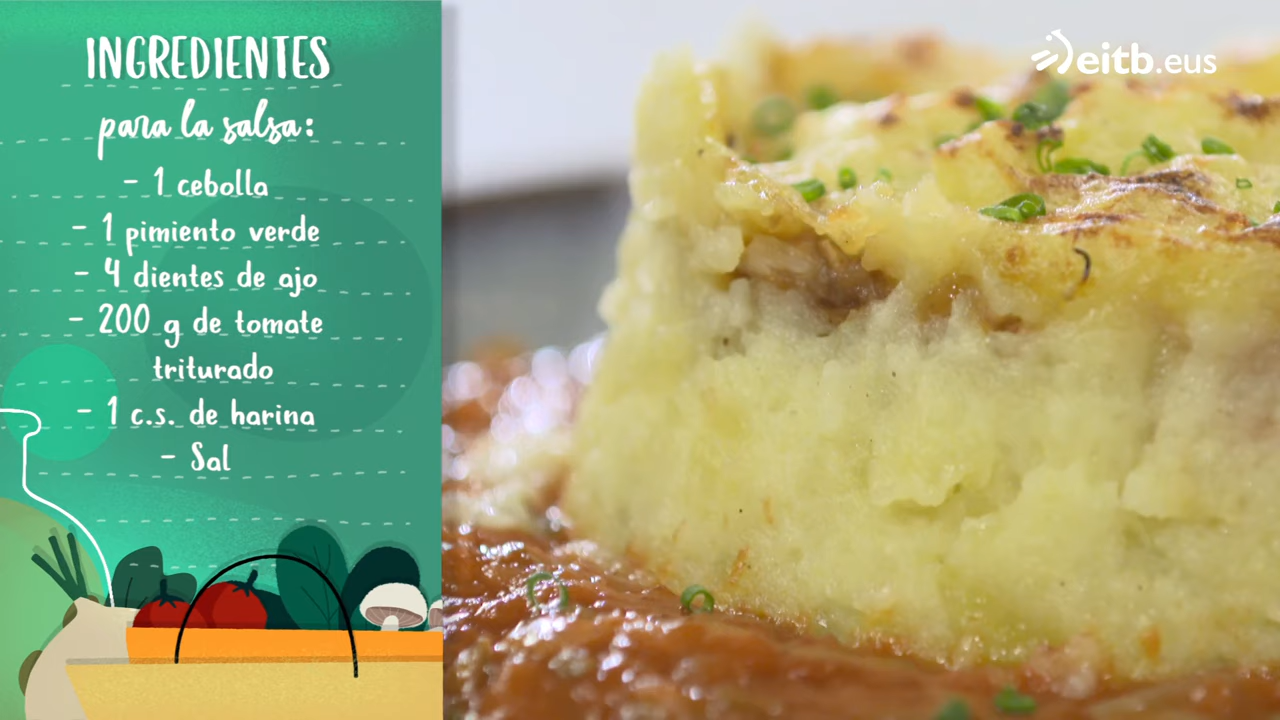 INGREDIENTES
para la salsa:
- 1 cebolla
- 1 pimiento verde
- 4 dientes de ajo
- 200 g de tomate
triturado
- 1 c.s. de harina
- Sal
eitb.eus